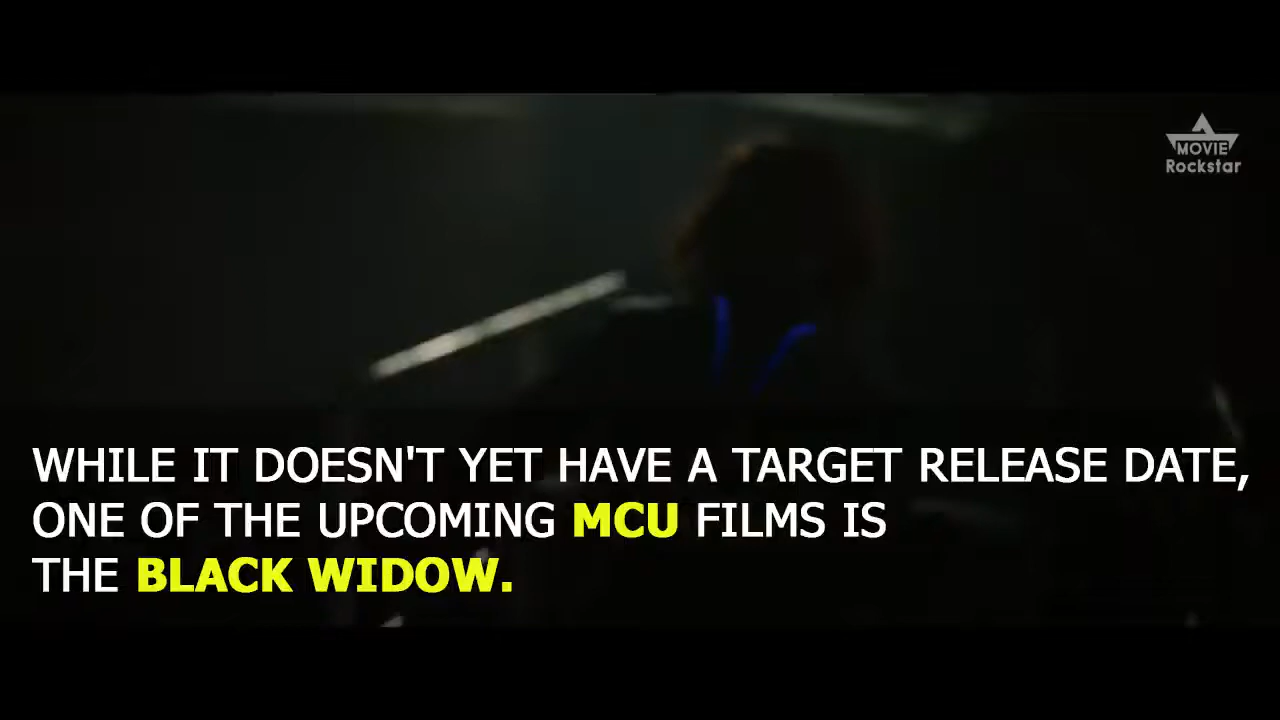 MOVIE
Rockstar
WHILE IT DOESN'T YET HAVE A TARGET RELEASE DATE,
ONE OF THE UPCOMING MCU FILMS IS
THE BLACK WIDOW.